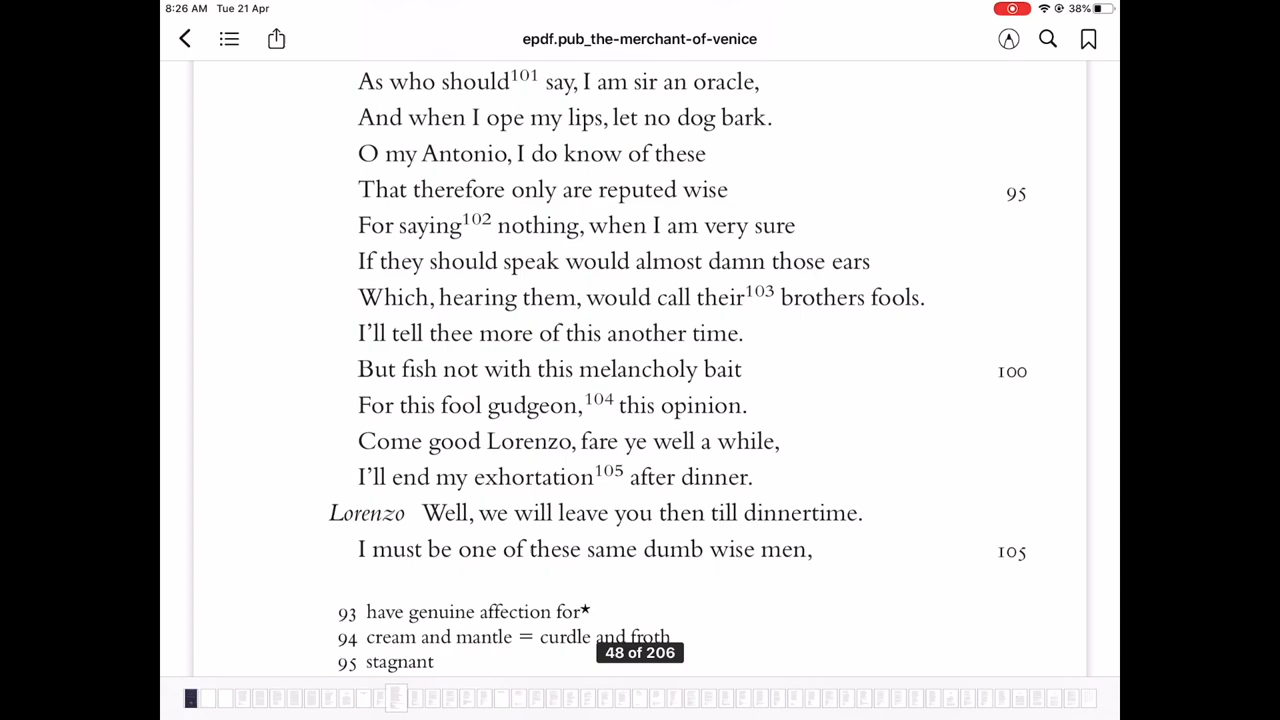 8:26 AM Tue 21 Apr 38%
epdf.pub_the-merchant-of-venice
As who should101 say, I am sir an oracle,
And when I ope my lips, let no dog bark.
O my Antonio, I do know of these
That therefore only are reputed wise 95
For saying102 nothing, when I am very sure
If they should speak would almost damn those ears
Which, hearing them, would call their103 brothers fools.
I'll tell thee more of this another time.
But fish not with this melancholy bait 100
For this fool gudgeon,104 this opinion.
Come good Lorenzo, fare ye well a while,
I'll end my exhortation105 after dinner.
Lorenzo Well, we will leave you then till dinnertime.
I must be one of these same dumb wise men, 105
93 have genuine affection for★
94 cream and mantle = curdle and froth
95 stagnant
48 of 206